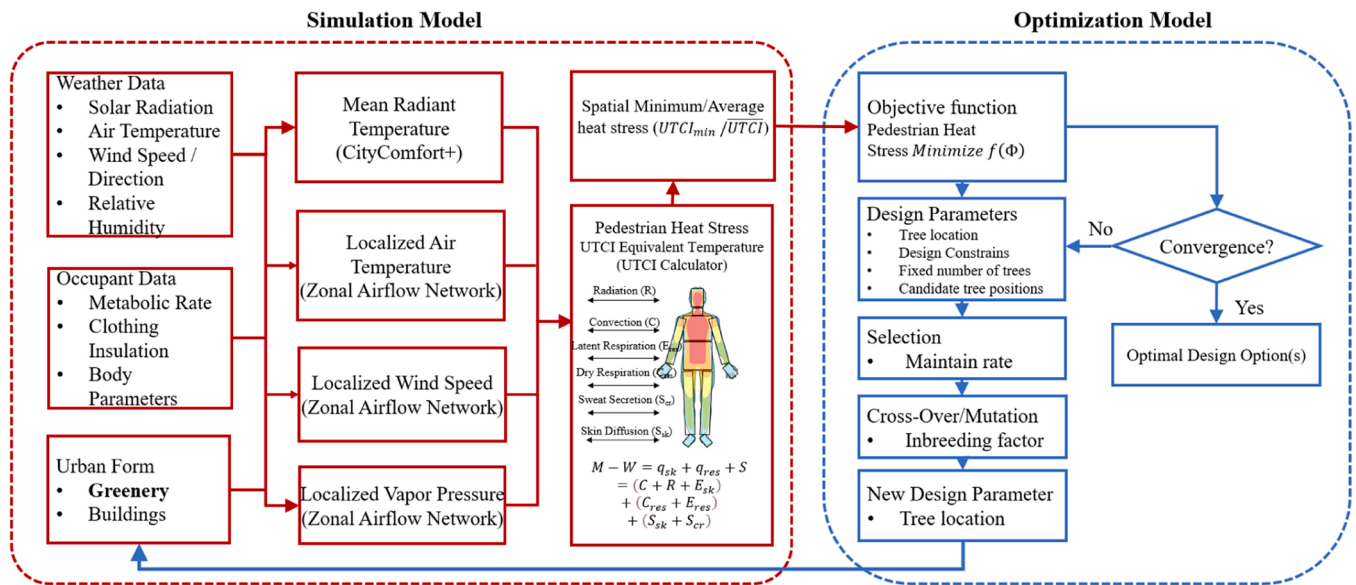 Simulation Model
Optimization Model
Weather Data
• Solar Radiation
• Air Temperature
• Wind Speed /
Direction
• Relative
Humidity
Occupant Data
• Metabolic Rate
• Clothing
Insulation
• Body
Parameters
Urban Form
• Greenery
• Buildings
Mean Radiant
Temperature
(CityComfort+)
Localized Air
Temperature
(Zonal Airflow Network)
Localized Wind Speed
(Zonal Airflow Network)
Localized Vapor Pressure
(Zonal Airflow Network)
Spatial Minimum/Average
heat stress (UTCI_min /\overline{UTCI})
Pedestrian Heat Stress
UTCI Equivalent Temperature
(UTCI Calculator)
Radiation (R)
Convection (C)
Latent Respiration (E_res)
Dry Respiration (
Sweat Secretion (S_cr)
Skin Diffusion (S_sk)
M − W = q_sk + q_res + S
= (C + R + E_sk)
+ (C_res + E_res)
+ (S_sk + S_cr)
Objective function
Pedestrian Heat
Stress Minimize f(Φ)
Design Parameters
• Tree location
• Design Constrains
• Fixed number of trees
• Candidate tree positions
Selection
• Maintain rate
Cross-Over/Mutation
• Inbreeding factor
New Design Parameter
• Tree location
No
Convergence?
Yes
Optimal Design Option(s)